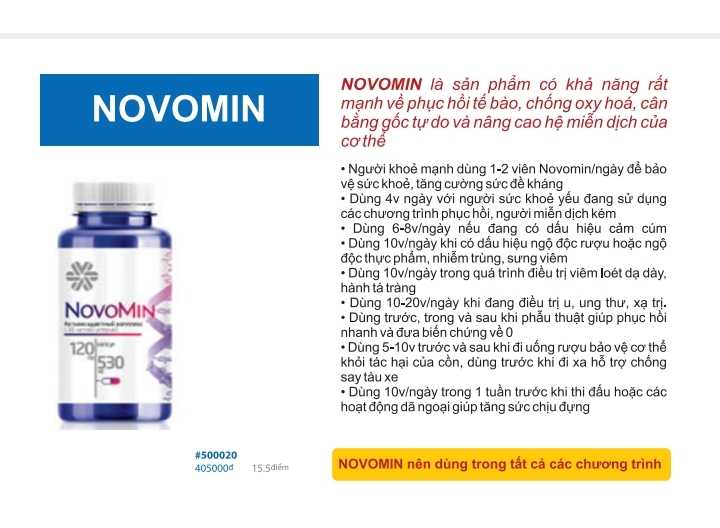 NOVOMIN
NOVOMIN là sản phẩm có khả năng rất
mạnh về phục hồi tế bào, chống oxy hoá, cân
bằng gốc tự do và nâng cao hệ miễn dịch của
cơ thể
• Người khoẻ mạnh dùng 1-2 viên Novomin/ngày để bảo
vệ sức khoẻ, tăng cường sức đề kháng
• Dùng 4v ngày với người sức khoẻ yếu đang sử dụng
các chương trình phục hồi, người miễn dịch kém
• Dùng 6-8v/ngày nếu đang có dấu hiệu cảm cúm
• Dùng 10v/ngày khi có dấu hiệu ngộ độc rượu hoặc ngộ
độc thực phẩm, nhiễm trùng, sưng viêm
• Dùng 10v/ngày trong quá trình điều trị viêm loét dạ dày,
hành tá tràng
• Dùng 10-20v/ngày khi đang điều trị u, ung thư, xạ trị.
• Dùng trước, trong và sau khi phẫu thuật giúp phục hồi
nhanh và đưa biến chứng về 0
• Dùng 5-10v trước và sau khi đi uống rượu bảo vệ cơ thể
khỏi tác hại của cồn, dùng trước khi đi xa hỗ trợ chống
say tàu xe
• Dùng 10v/ngày trong 1 tuần trước khi thi đấu hoặc các
hoạt động dã ngoại giúp tăng sức chịu đựng
NOVOMIN
120
530
#500020
405000đ 15.5điểm
NOVOMIN nên dùng trong tất cả các chương trình